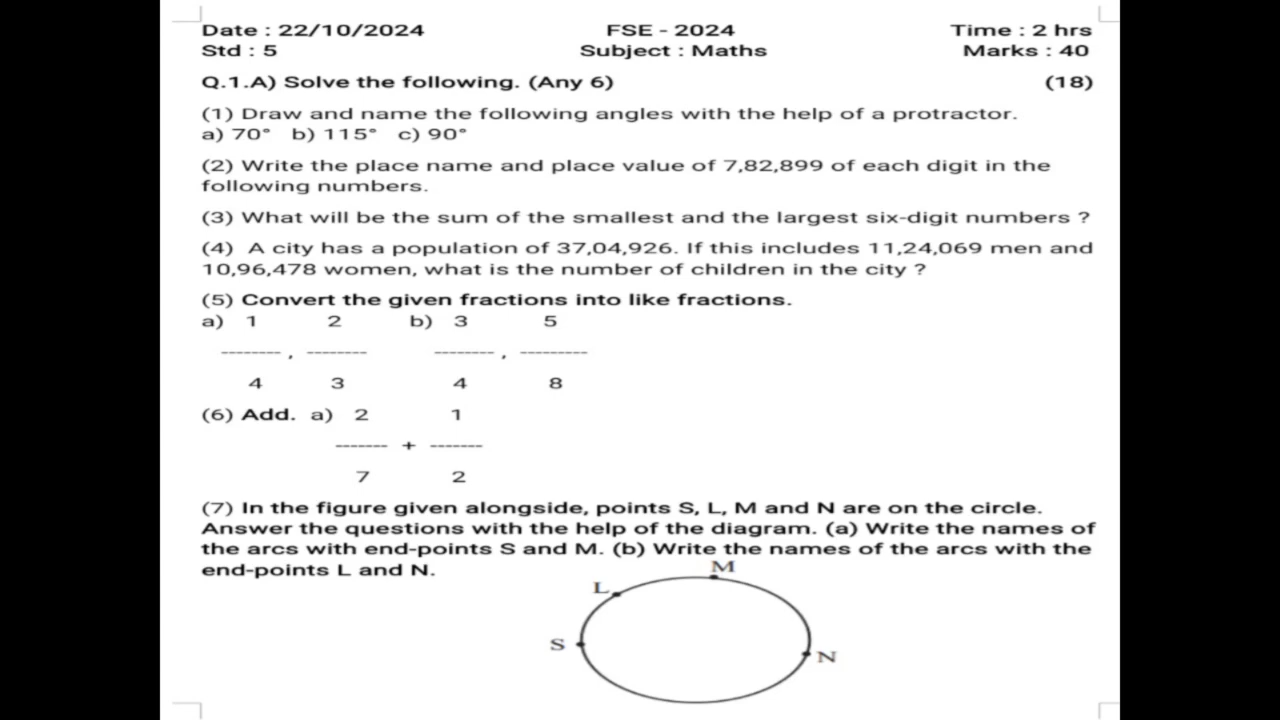 Date : 22/10/2024 FSE - 2024 Time : 2 hrs
Std : 5 Subject : Maths Marks : 40
Q.1.A) Solve the following. (Any 6) (18)
(1) Draw and name the following angles with the help of a protractor.
a) 70° b) 115° c) 90°
(2) Write the place name and place value of 7,82,899 of each digit in the
following numbers.
(3) What will be the sum of the smallest and the largest six-digit numbers ?
(4) A city has a population of 37,04,926. If this includes 11,24,069 men and
10,96,478 women, what is the number of children in the city ?
(5) Convert the given fractions into like fractions.
a) 1 2 b) 3 5
-------- , -------- -------- , ---------
4 3 4 8
(6) Add. a) 2 1
------- + -------
7 2
(7) In the figure given alongside, points S, L, M and N are on the circle.
Answer the questions with the help of the diagram. (a) Write the names of
the arcs with end-points S and M. (b) Write the names of the arcs with the
end-points L and N.
M
L
S
N